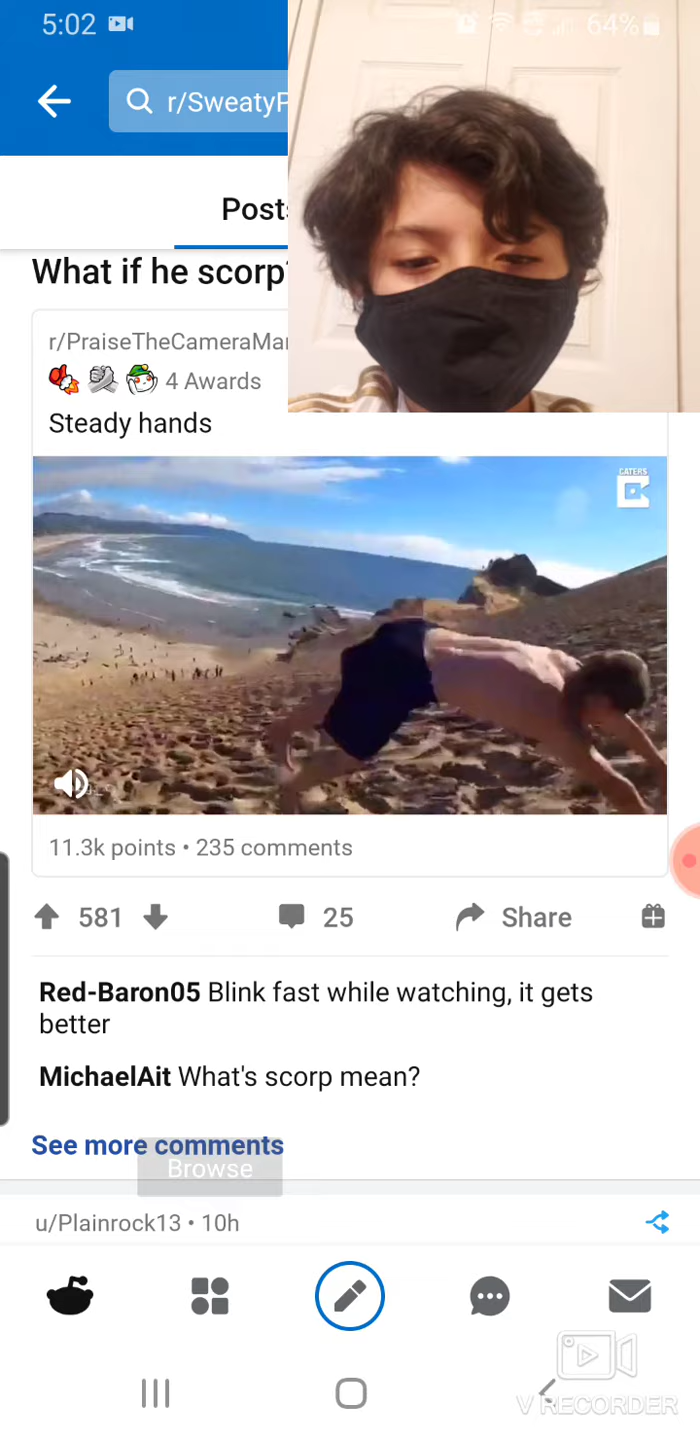 5:02
64%
r/SweatyP
Posts
What if he scorp
r/PraiseTheCameraMan
4 Awards
Steady hands
CATERS
11.3k points • 235 comments
581
25
Share
Red-Baron05 Blink fast while watching, it gets
better
MichaelAit What's scorp mean?
See more comments
Browse
u/Plainrock13 • 10h
V RECORDER